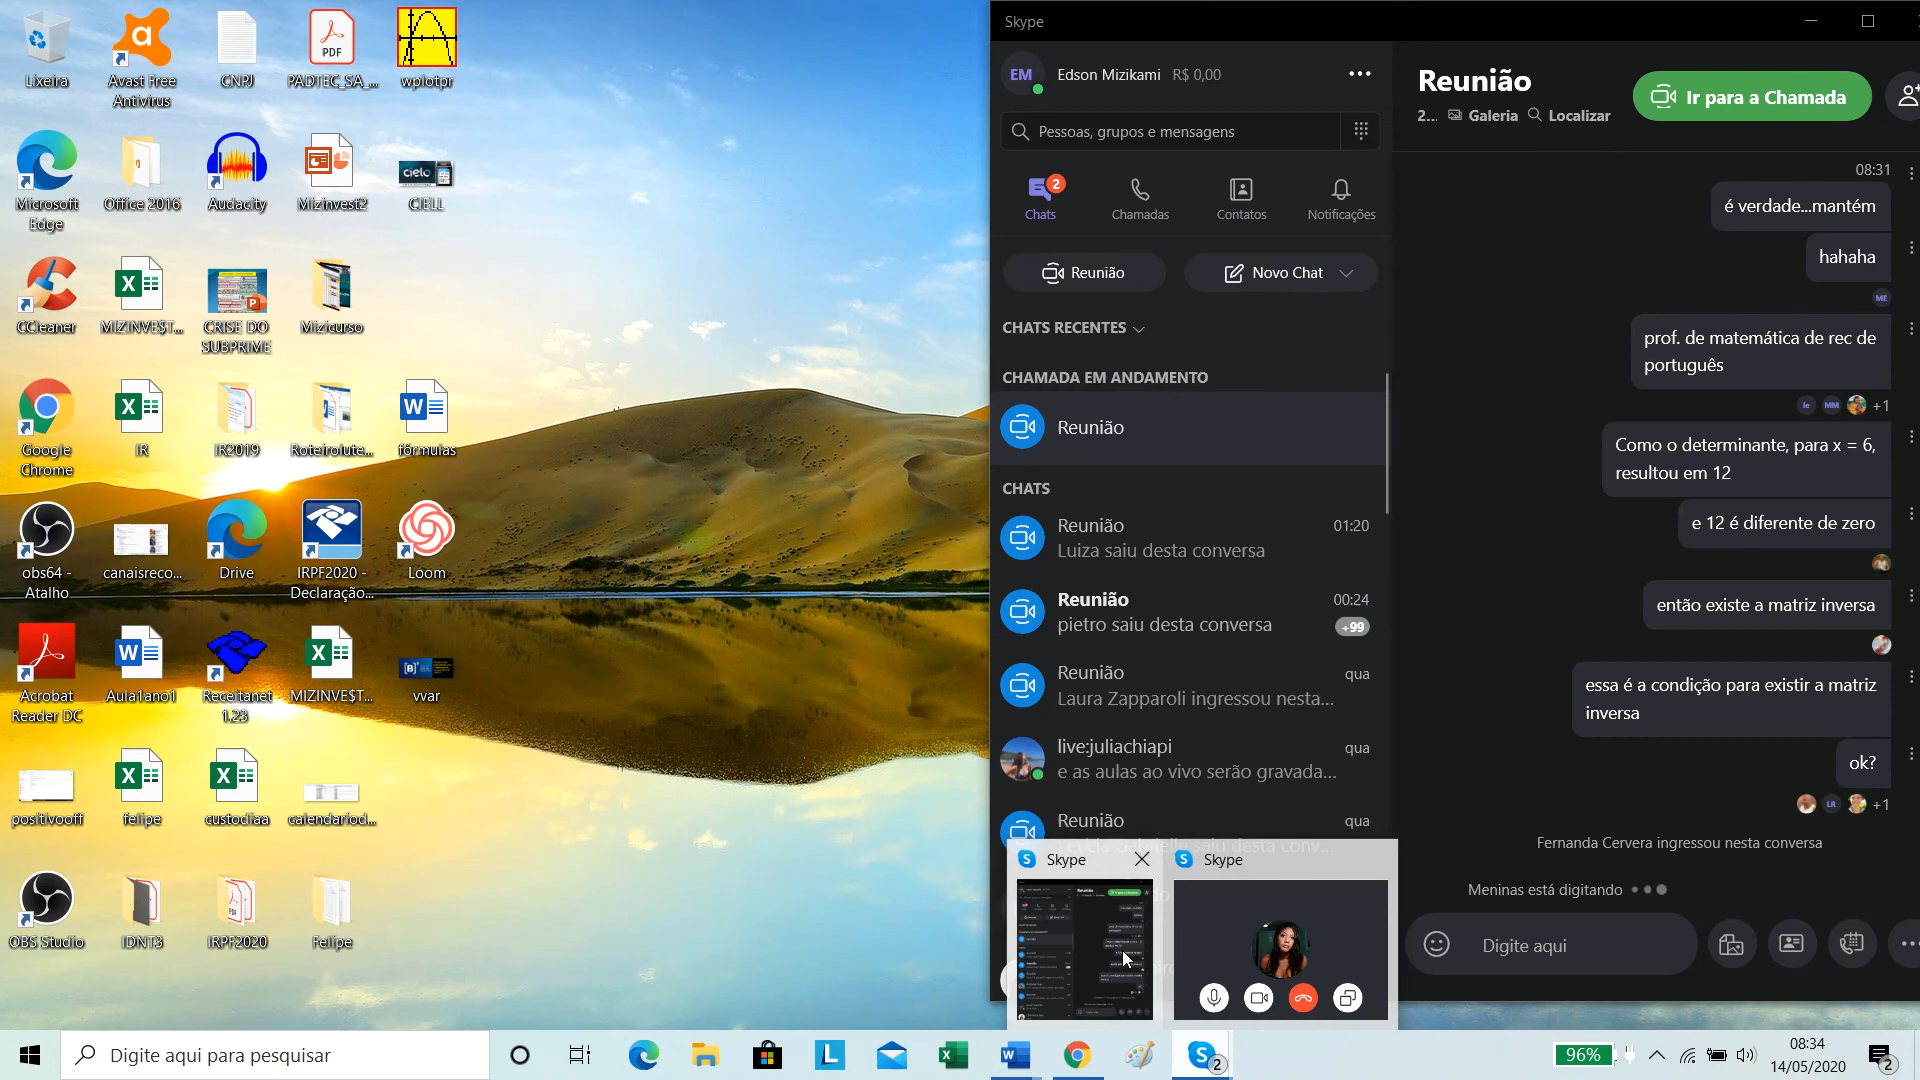 Lixeira
Avast Free
Antivirus
CNPJ
PDF
PADTEC_SA_...
wplotpr
Microsoft
Edge
Office 2016
Audacity
Mizinvest2
cielo
CIELL
CCleaner
MIZINVE$T...
CRISE DO
SUBPRIME
Mizicurso
Google
Chrome
IR
IR2019
Roteirolute...
fórmulas
obs64 -
Atalho
canaisreco...
Drive
IRPF2020 -
Declaração...
Loom
Acrobat
Reader DC
Aula1ano1
Receitanet
1.23
MIZINVE$T...
vvar
positivooff
felipe
custodiaa
calendariod...
OBS Studio
IDNT3
IRPF2020
Felipe
Skype
EM
Edson Mizikami R$ 0,00
Pessoas, grupos e mensagens
2
Chats
Chamadas
Contatos
Notificações
Reunião
Novo Chat
CHATS RECENTES
CHAMADA EM ANDAMENTO
Reunião
CHATS
Reunião 01:20
Luiza saiu desta conversa
Reunião 00:24
pietro saiu desta conversa +99
Reunião qua
Laura Zapparoli ingressou nesta...
live:juliachiapi qua
e as aulas ao vivo serão gravada...
Reunião qua
Reunião
2... Galeria Localizar
Ir para a Chamada
08:31
é verdade...mantém
hahaha
ME
prof. de matemática de rec de
português
le MM +1
Como o determinante, para x = 6,
resultou em 12
e 12 é diferente de zero
então existe a matriz inversa
essa é a condição para existir a matriz
inversa
ok?
LR +1
Fernanda Cervera ingressou nesta conversa
Meninas está digitando
Digite aqui
Skype
Skype
Digite aqui para pesquisar
96%
08:34
14/05/2020
2
2